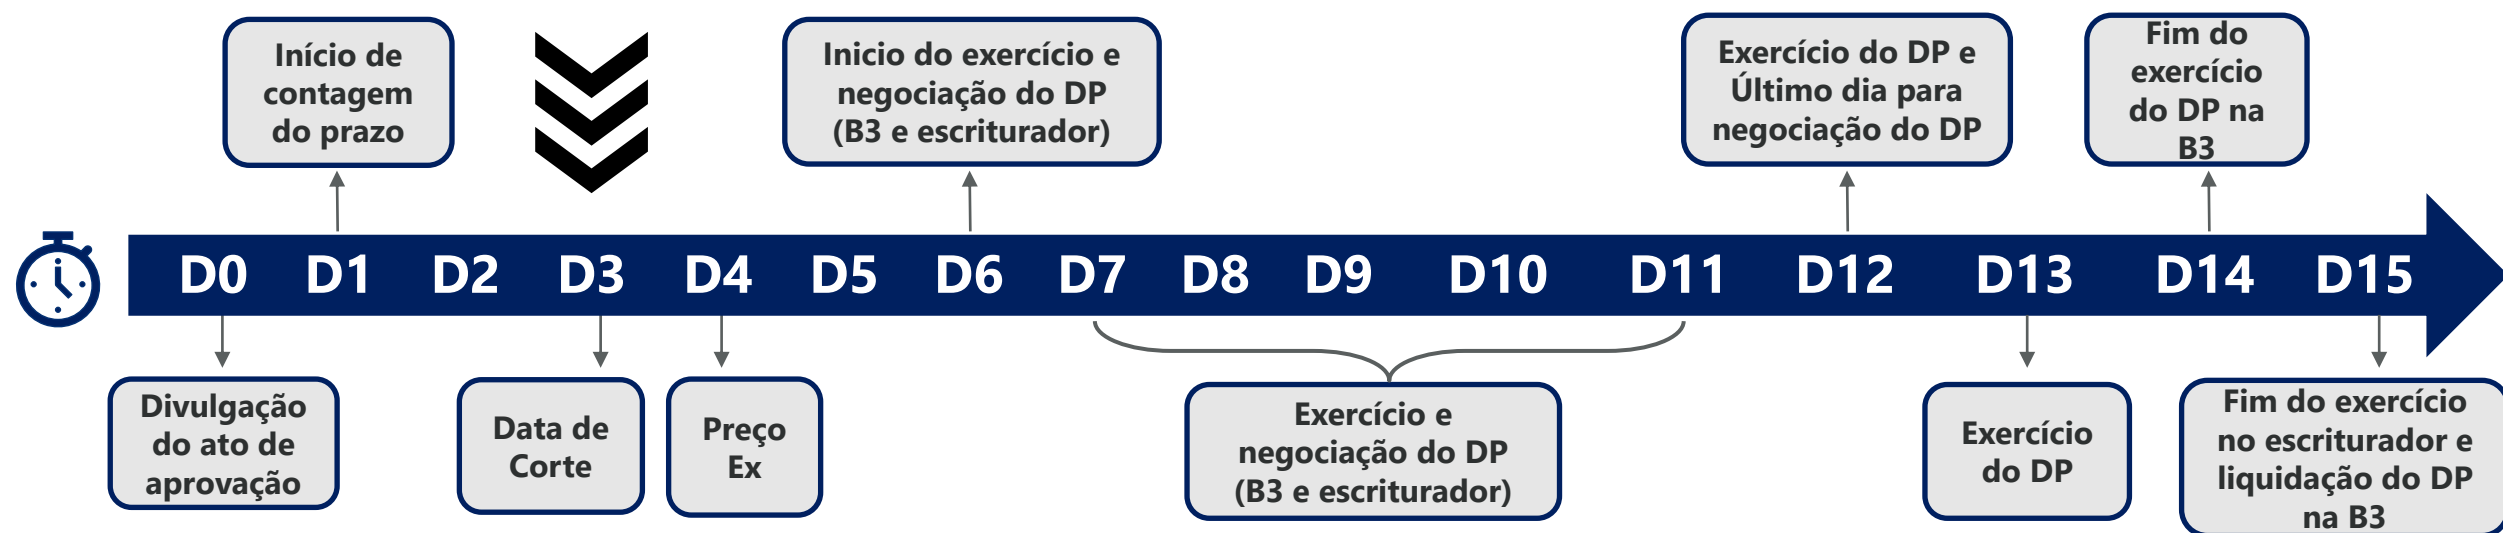 Início de
contagem
do prazo
Inicio do exercício e
negociação do DP
(B3 e escriturador)
Exercício do DP e
Último dia para
negociação do DP
Fim do
exercício
do DP na
B3
D0 D1 D2 D3 D4 D5 D6 D7 D8 D9 D10 D11 D12 D13 D14 D15
Divulgação
do ato de
aprovação
Data de
Corte
Preço
Ex
Exercício e
negociação do DP
(B3 e escriturador)
Exercício
do DP
Fim do exercício
no escriturador e
liquidação do DP
na B3